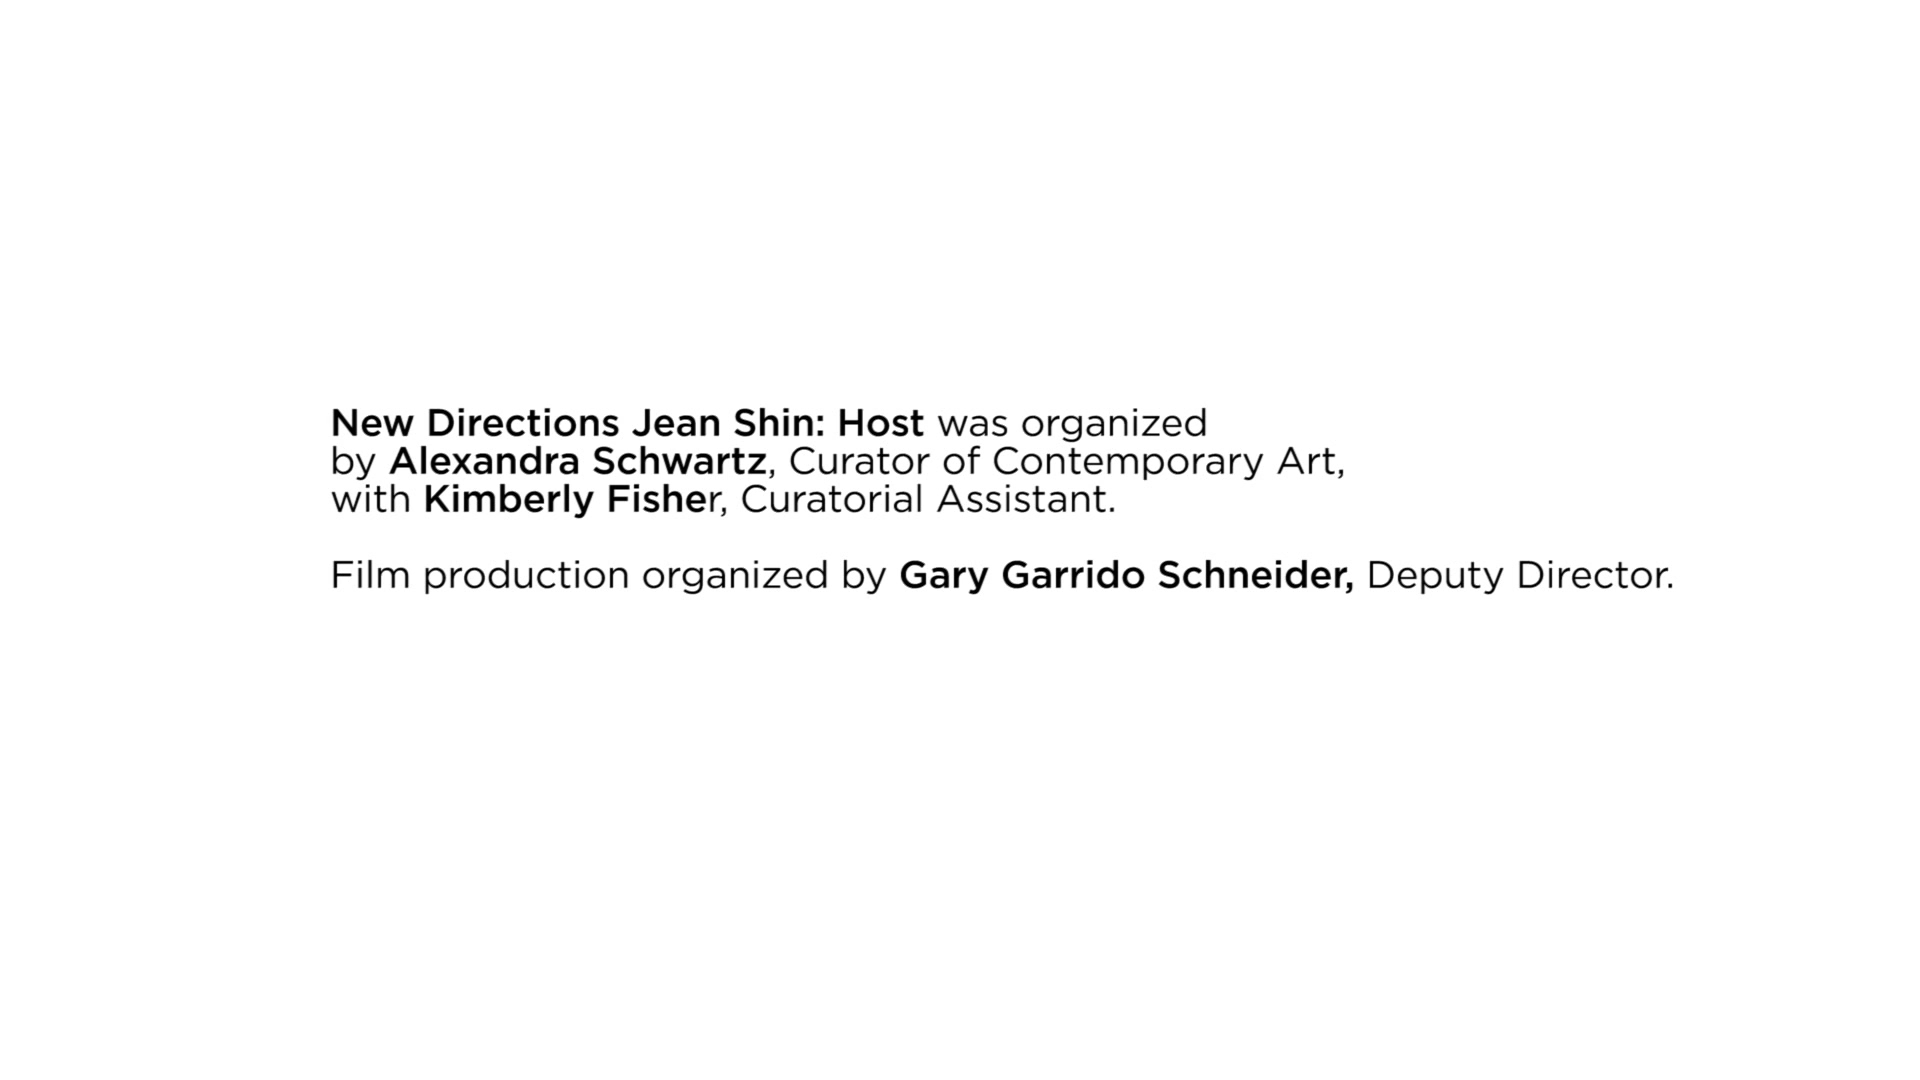 New Directions Jean Shin: Host was organized
by Alexandra Schwartz, Curator of Contemporary Art,
with Kimberly Fisher, Curatorial Assistant.
Film production organized by Gary Garrido Schneider, Deputy Director.